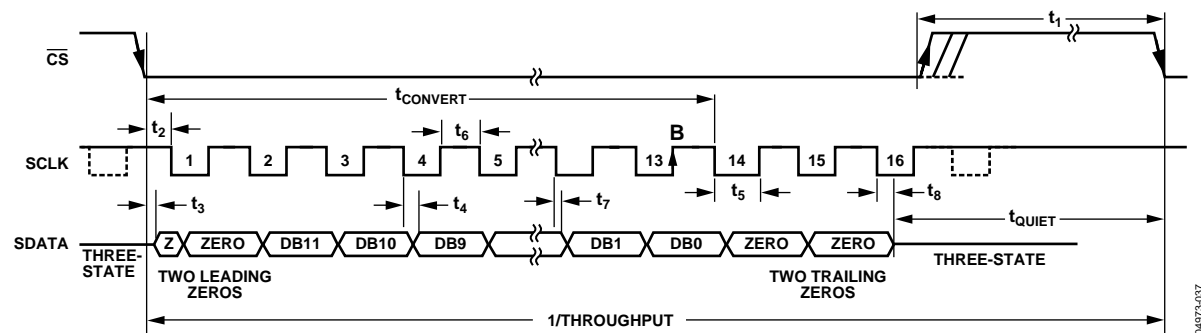 t1
CS
tCONVERT
t2
t6
B
SCLK
1
2
3
4
5
13
14
15
16
t3
t4
t7
t5
t8
tQUIET
SDATA
Z
ZERO
DB11
DB10
DB9
DB1
DB0
ZERO
ZERO
THREE-
STATE
TWO LEADING
ZEROS
TWO TRAILING
ZEROS
THREE-STATE
1/THROUGHPUT
04973-037